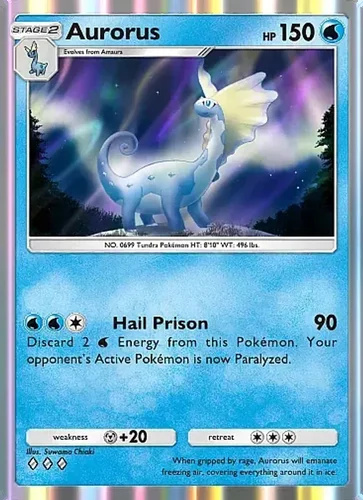 STAGE 2 Aurorus HP 150
Evolves from Amaura
NO. 0699 Tundra Pokémon HT: 8'10" WT: 496 lbs.
Hail Prison 90
Discard 2 Energy from this Pokémon. Your
opponent's Active Pokémon is now Paralyzed.
weakness +20 retreat
Illus. Suwama Chiaki
When gripped by rage, Aurorus will emanate
freezing air, covering everything around it in ice.